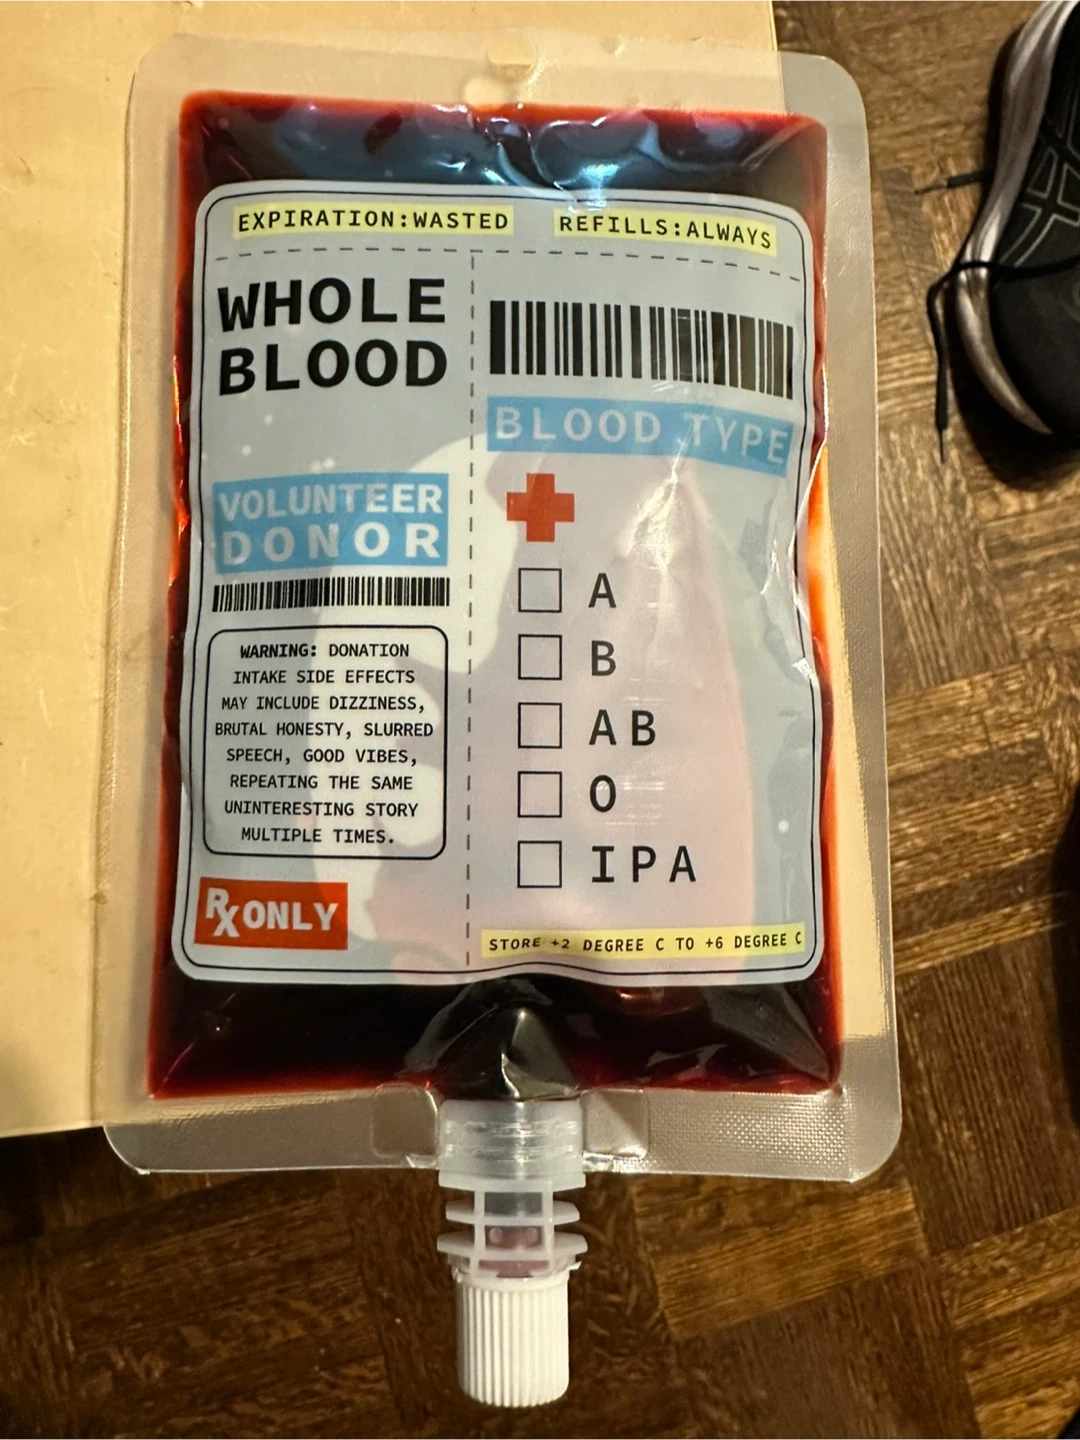 EXPIRATION:WASTED
REFILLS:ALWAYS
WHOLE
BLOOD
VOLUNTEER
DONOR
WARNING: DONATION
INTAKE SIDE EFFECTS
MAY INCLUDE DIZZINESS,
BRUTAL HONESTY, SLURRED
SPEECH, GOOD VIBES,
REPEATING THE SAME
UNINTERESTING STORY
MULTIPLE TIMES.
RX ONLY
BLOOD TYPE
A
B
AB
O
IPA
STORE +2 DEGREE C TO +6 DEGREE C